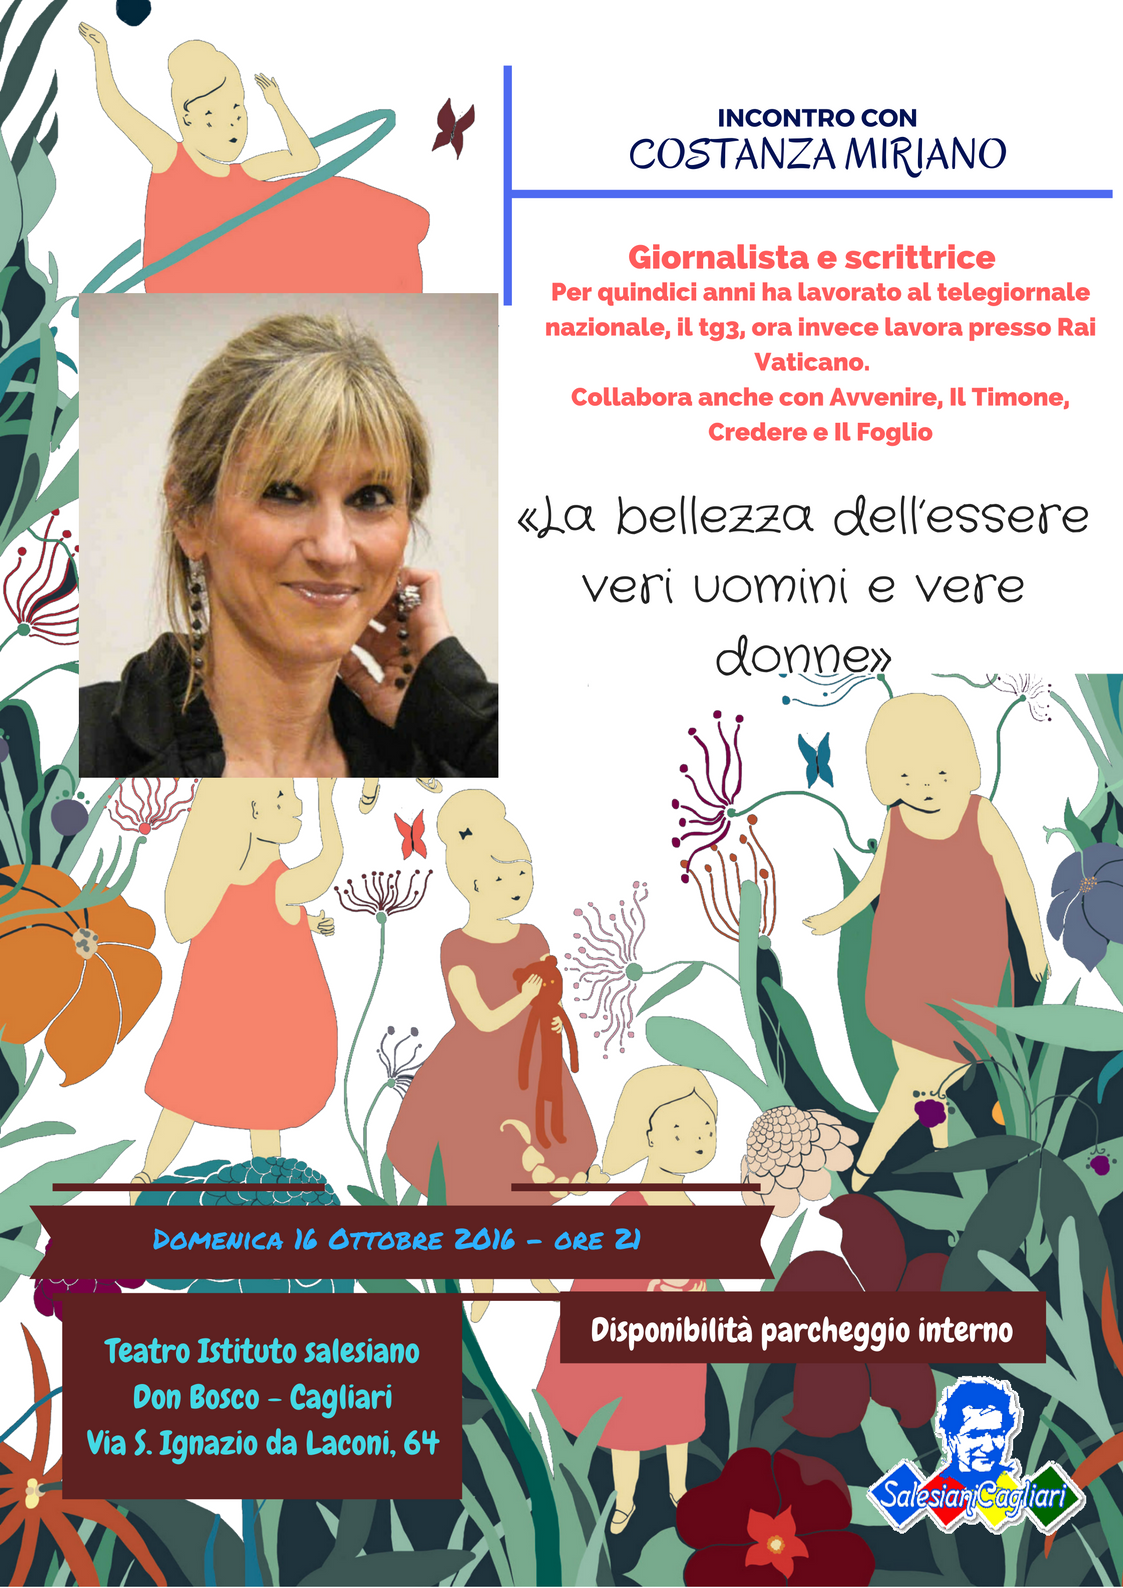 INCONTRO CON
COSTANZA MIRIANO
Giornalista e scrittrice
Per quindici anni ha lavorato al telegiornale
nazionale, il tg3, ora invece lavora presso Rai
Vaticano.
Collabora anche con Avvenire, Il Timone,
Credere e Il Foglio
«La bellezza dell'essere
veri uomini e vere
donne»
Domenica 16 Ottobre 2016 - ore 21
Disponibilità parcheggio interno
Teatro Istituto salesiano
Don Bosco - Cagliari
Via S. Ignazio da Laconi, 64
SalesianiCagliari